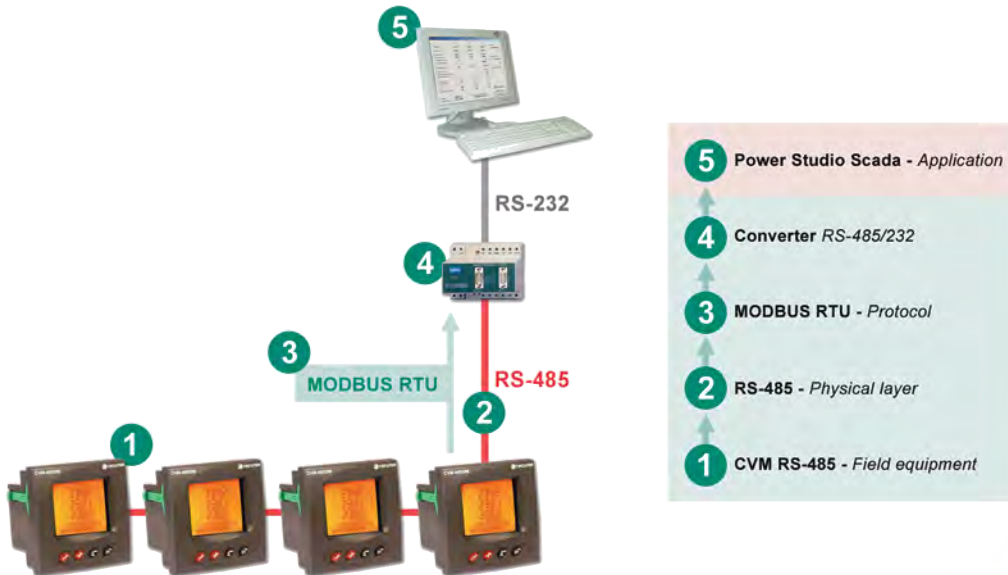 5
RS-232
4
3
MODBUS RTU
RS-485
2
1
5 Power Studio Scada - Application
4 Converter RS-485/232
3 MODBUS RTU - Protocol
2 RS-485 - Physical layer
1 CVM RS-485 - Field equipment